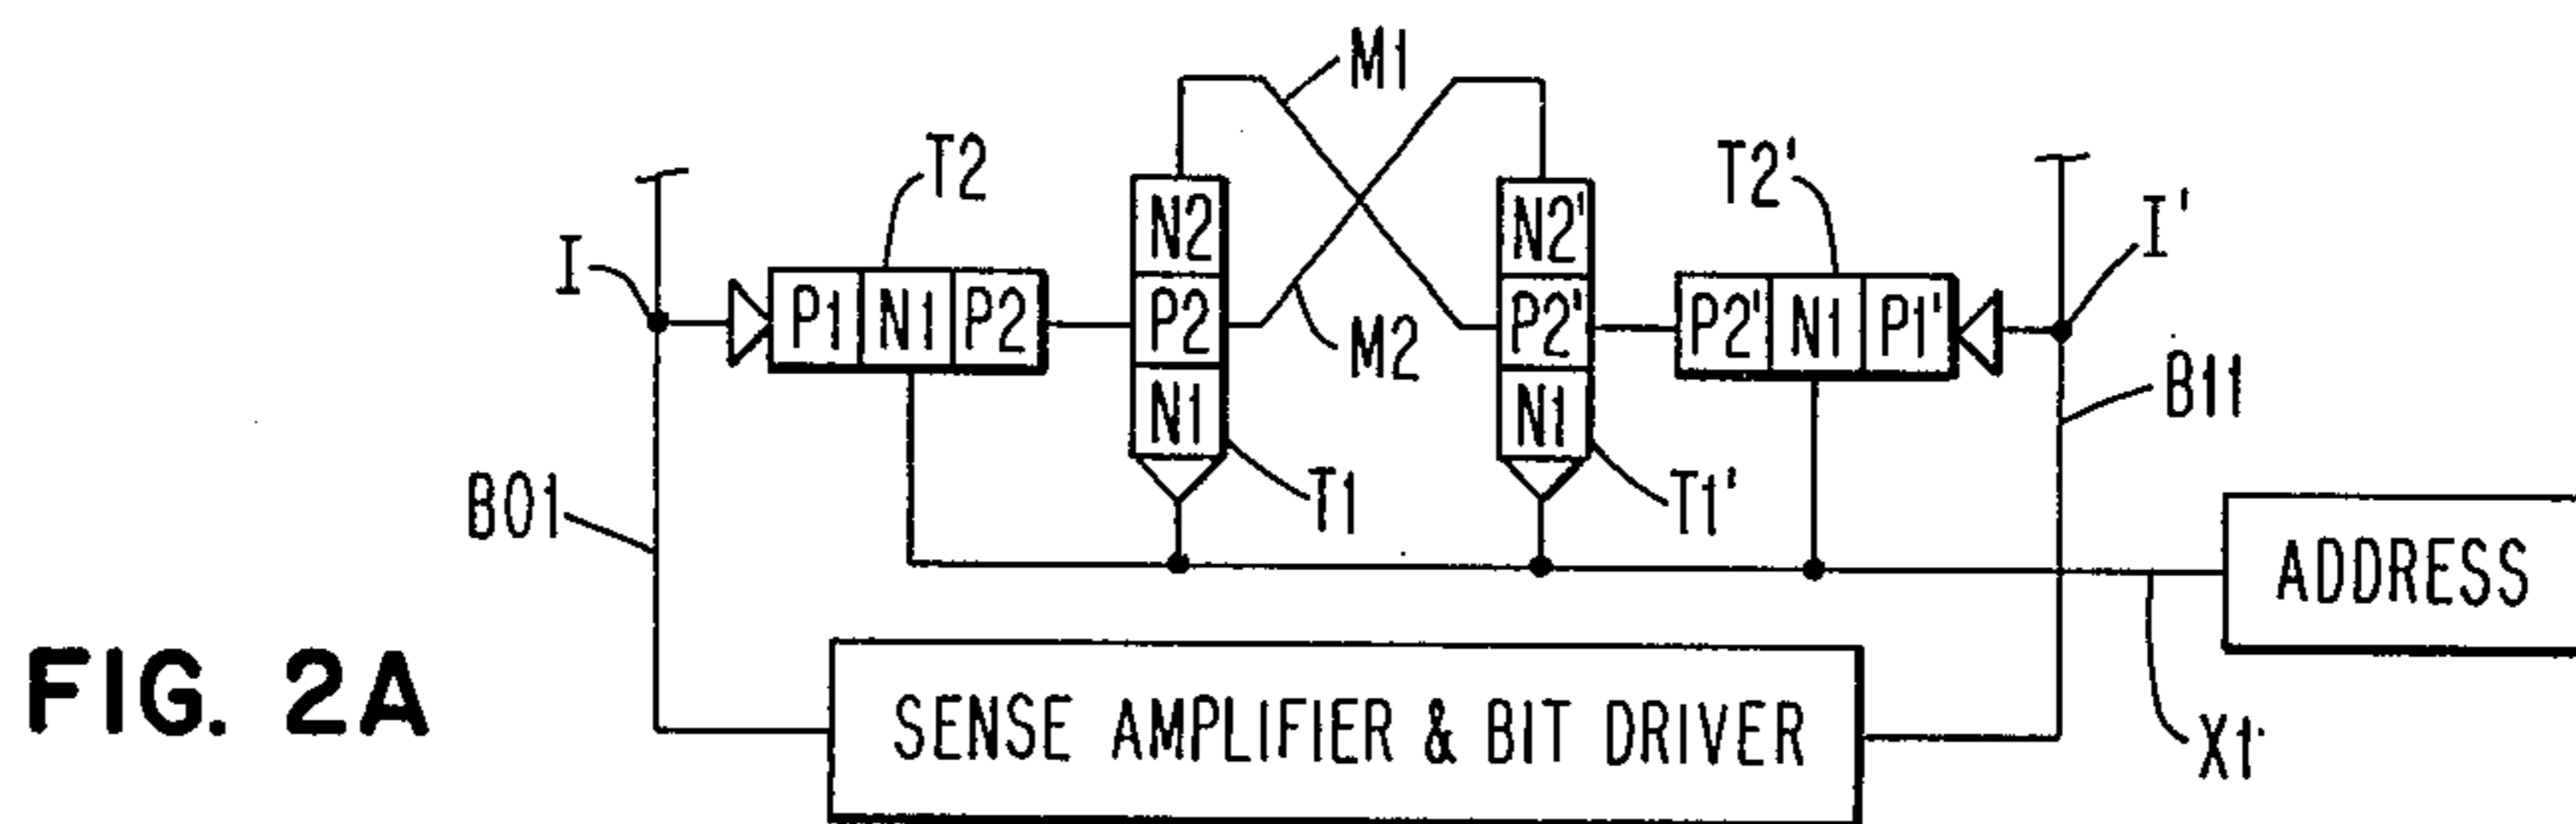 M1
T2
T2'
I
I'
N2
N2'
P1 N1 P2
P2
P2'
P2' N1 P1'
M2
N1
N1
B11
B01
T1
T1'
ADDRESS
FIG. 2A
SENSE AMPLIFIER & BIT DRIVER
X1